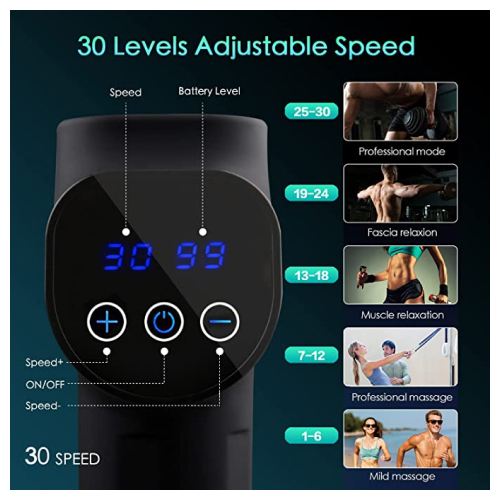 30 Levels Adjustable Speed
Speed
Battery Level
30 99
Speed+
ON/OFF
Speed-
30 SPEED
25-30
Professional mode
19-24
Fascia relaxion
13-18
Muscle relaxation
7-12
Professional massage
1-6
Mild massage